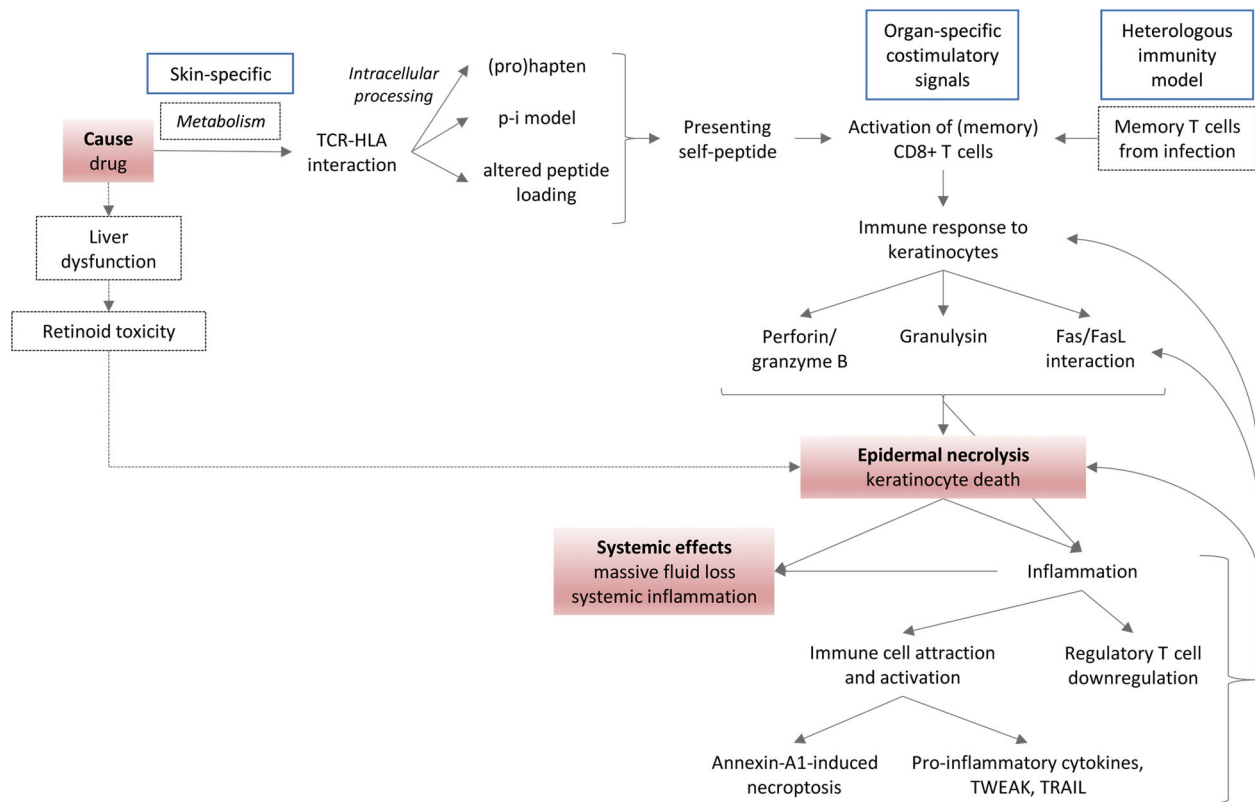 Skin-specific
Metabolism
Cause
drug
Intracellular
processing
TCR-HLA
interaction
(pro)hapten
p-i model
altered peptide
loading
Presenting
self-peptide
Organ-specific
costimulatory
signals
Heterologous
immunity
model
Activation of (memory)
CD8+ T cells
Memory T cells
from infection
Liver
dysfunction
Retinoid toxicity
Immune response to
keratinocytes
Perforin/
granzyme B
Granulysin
Fas/FasL
interaction
Epidermal necrolysis
keratinocyte death
Systemic effects
massive fluid loss
systemic inflammation
Inflammation
Immune cell attraction
and activation
Regulatory T cell
downregulation
Annexin-A1-induced
necroptosis
Pro-inflammatory cytokines,
TWEAK, TRAIL